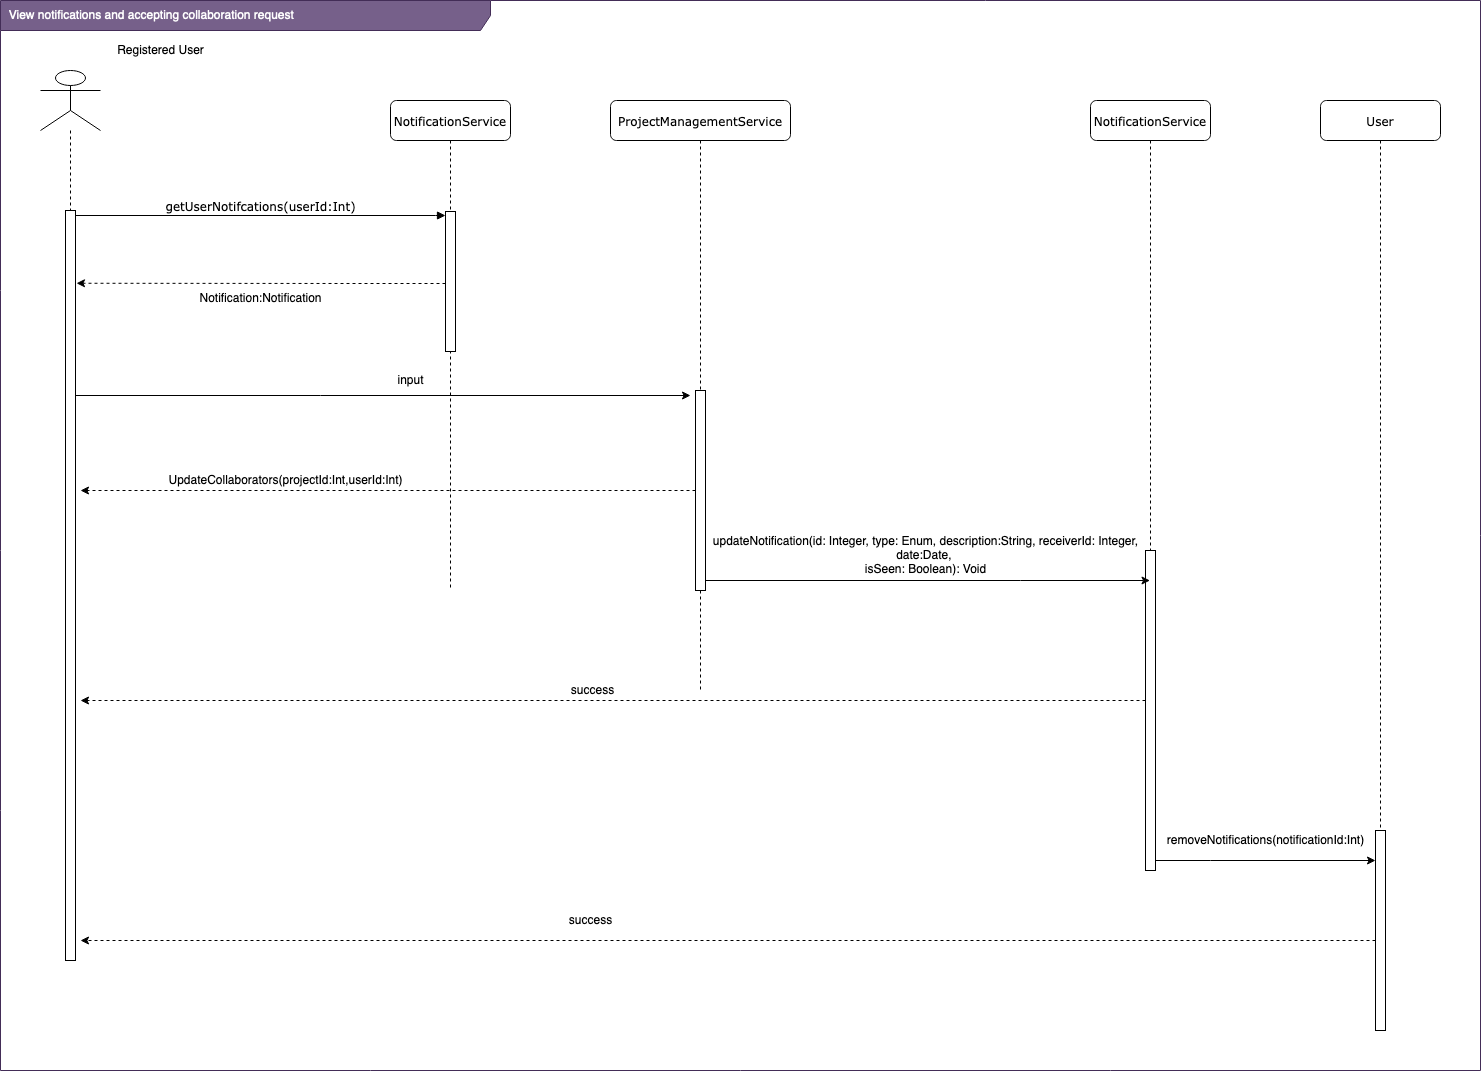 View notifications and accepting collaboration request
Registered User
NotificationService
ProjectManagementService
NotificationService
User
getUserNotifcations(userId:Int)
Notification:Notification
input
UpdateCollaborators(projectId:Int,userId:Int)
updateNotification(id: Integer, type: Enum, description:String, receiverId: Integer,
date:Date,
isSeen: Boolean): Void
success
removeNotifications(notificationId:Int)
success